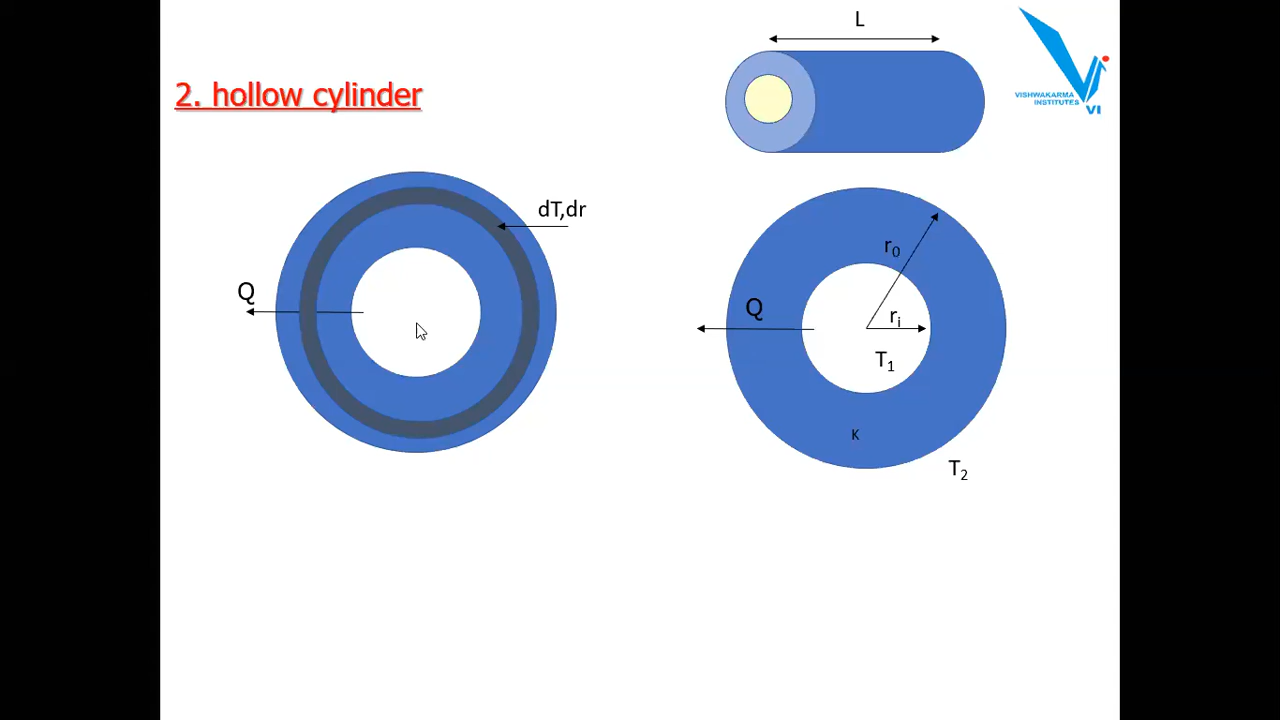 L
VISHWAKARMA
INSTITUTES
VI
2. hollow cylinder
dT,dr
Q
r₀
Q
rᵢ
T₁
K
T₂